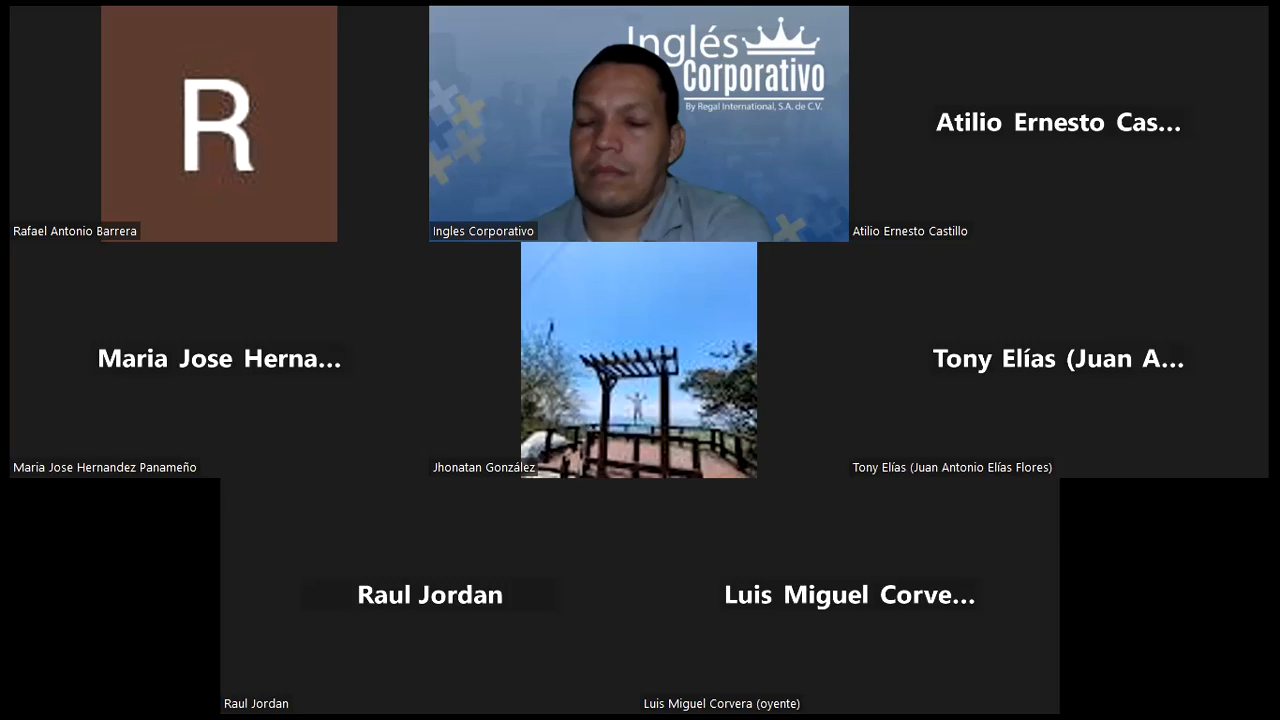 R
Rafael Antonio Barrera
Inglés
Corporativo
By Regal International, S.A. de C.V.
Ingles Corporativo
Atilio Ernesto Cas...
Atilio Ernesto Castillo
Maria Jose Herna...
Maria Jose Hernandez Panameño
Jhonatan González
Tony Elías (Juan A...
Tony Elías (Juan Antonio Elías Flores)
Raul Jordan
Raul Jordan
Luis Miguel Corve...
Luis Miguel Corvera (oyente)